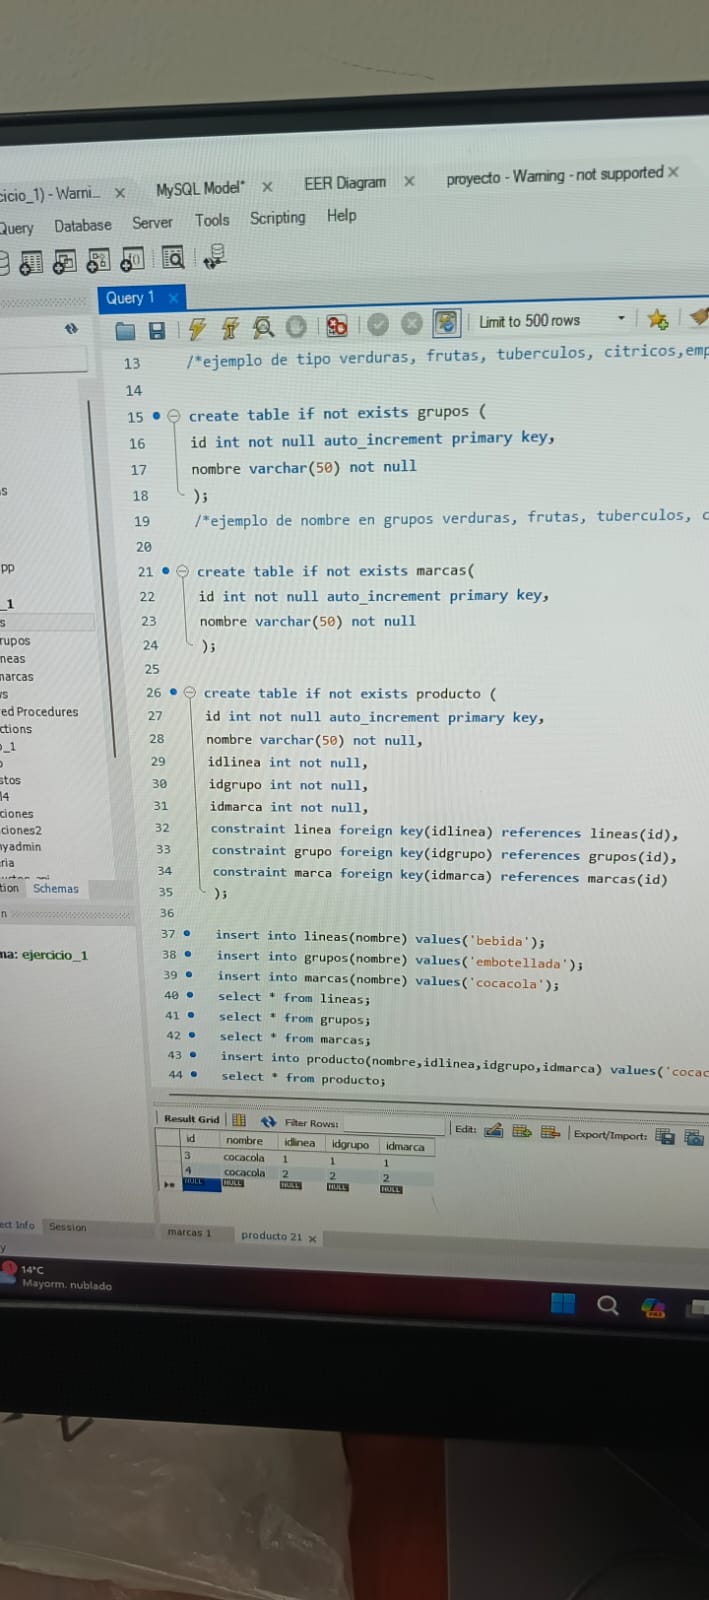 cicio_1) - Warni... × MySQL Model* × EER Diagram × proyecto - Warning - not supported ×
Query Database Server Tools Scripting Help
Query 1 ×
Limit to 500 rows
13 /*ejemplo de tipo verduras, frutas, tuberculos, citricos,emp
14
15 create table if not exists grupos (
16 id int not null auto_increment primary key,
17 nombre varchar(50) not null
18 );
19 /*ejemplo de nombre en grupos verduras, frutas, tuberculos, c
20
21 create table if not exists marcas(
22 id int not null auto_increment primary key,
23 nombre varchar(50) not null
24 );
25
26 create table if not exists producto (
27 id int not null auto_increment primary key,
28 nombre varchar(50) not null,
29 idlinea int not null,
30 idgrupo int not null,
31 idmarca int not null,
32 constraint linea foreign key(idlinea) references lineas(id),
33 constraint grupo foreign key(idgrupo) references grupos(id),
34 constraint marca foreign key(idmarca) references marcas(id)
35 );
36
37 insert into lineas(nombre) values('bebida');
38 insert into grupos(nombre) values('embotellada');
39 insert into marcas(nombre) values('cocacola');
40 select * from lineas;
41 select * from grupos;
42 select * from marcas;
43 insert into producto(nombre,idlinea,idgrupo,idmarca) values('cocac
44 select * from producto;
s
pp
_1
s
rupos
neas
marcas
vs
ed Procedures
ctions
o_1
o
stos
l4
ciones
ciones2
nyadmin
ria
tion Schemas
n
ma: ejercicio_1
Result Grid Filter Rows: Edit: Export/Import:
id nombre idlinea idgrupo idmarca
3 cocacola 1 1 1
4 cocacola 2 2 2
NULL NULL NULL NULL NULL
ect Info Session
marcas 1 producto 21 ×
y
1 14°C
Mayorm. nublado